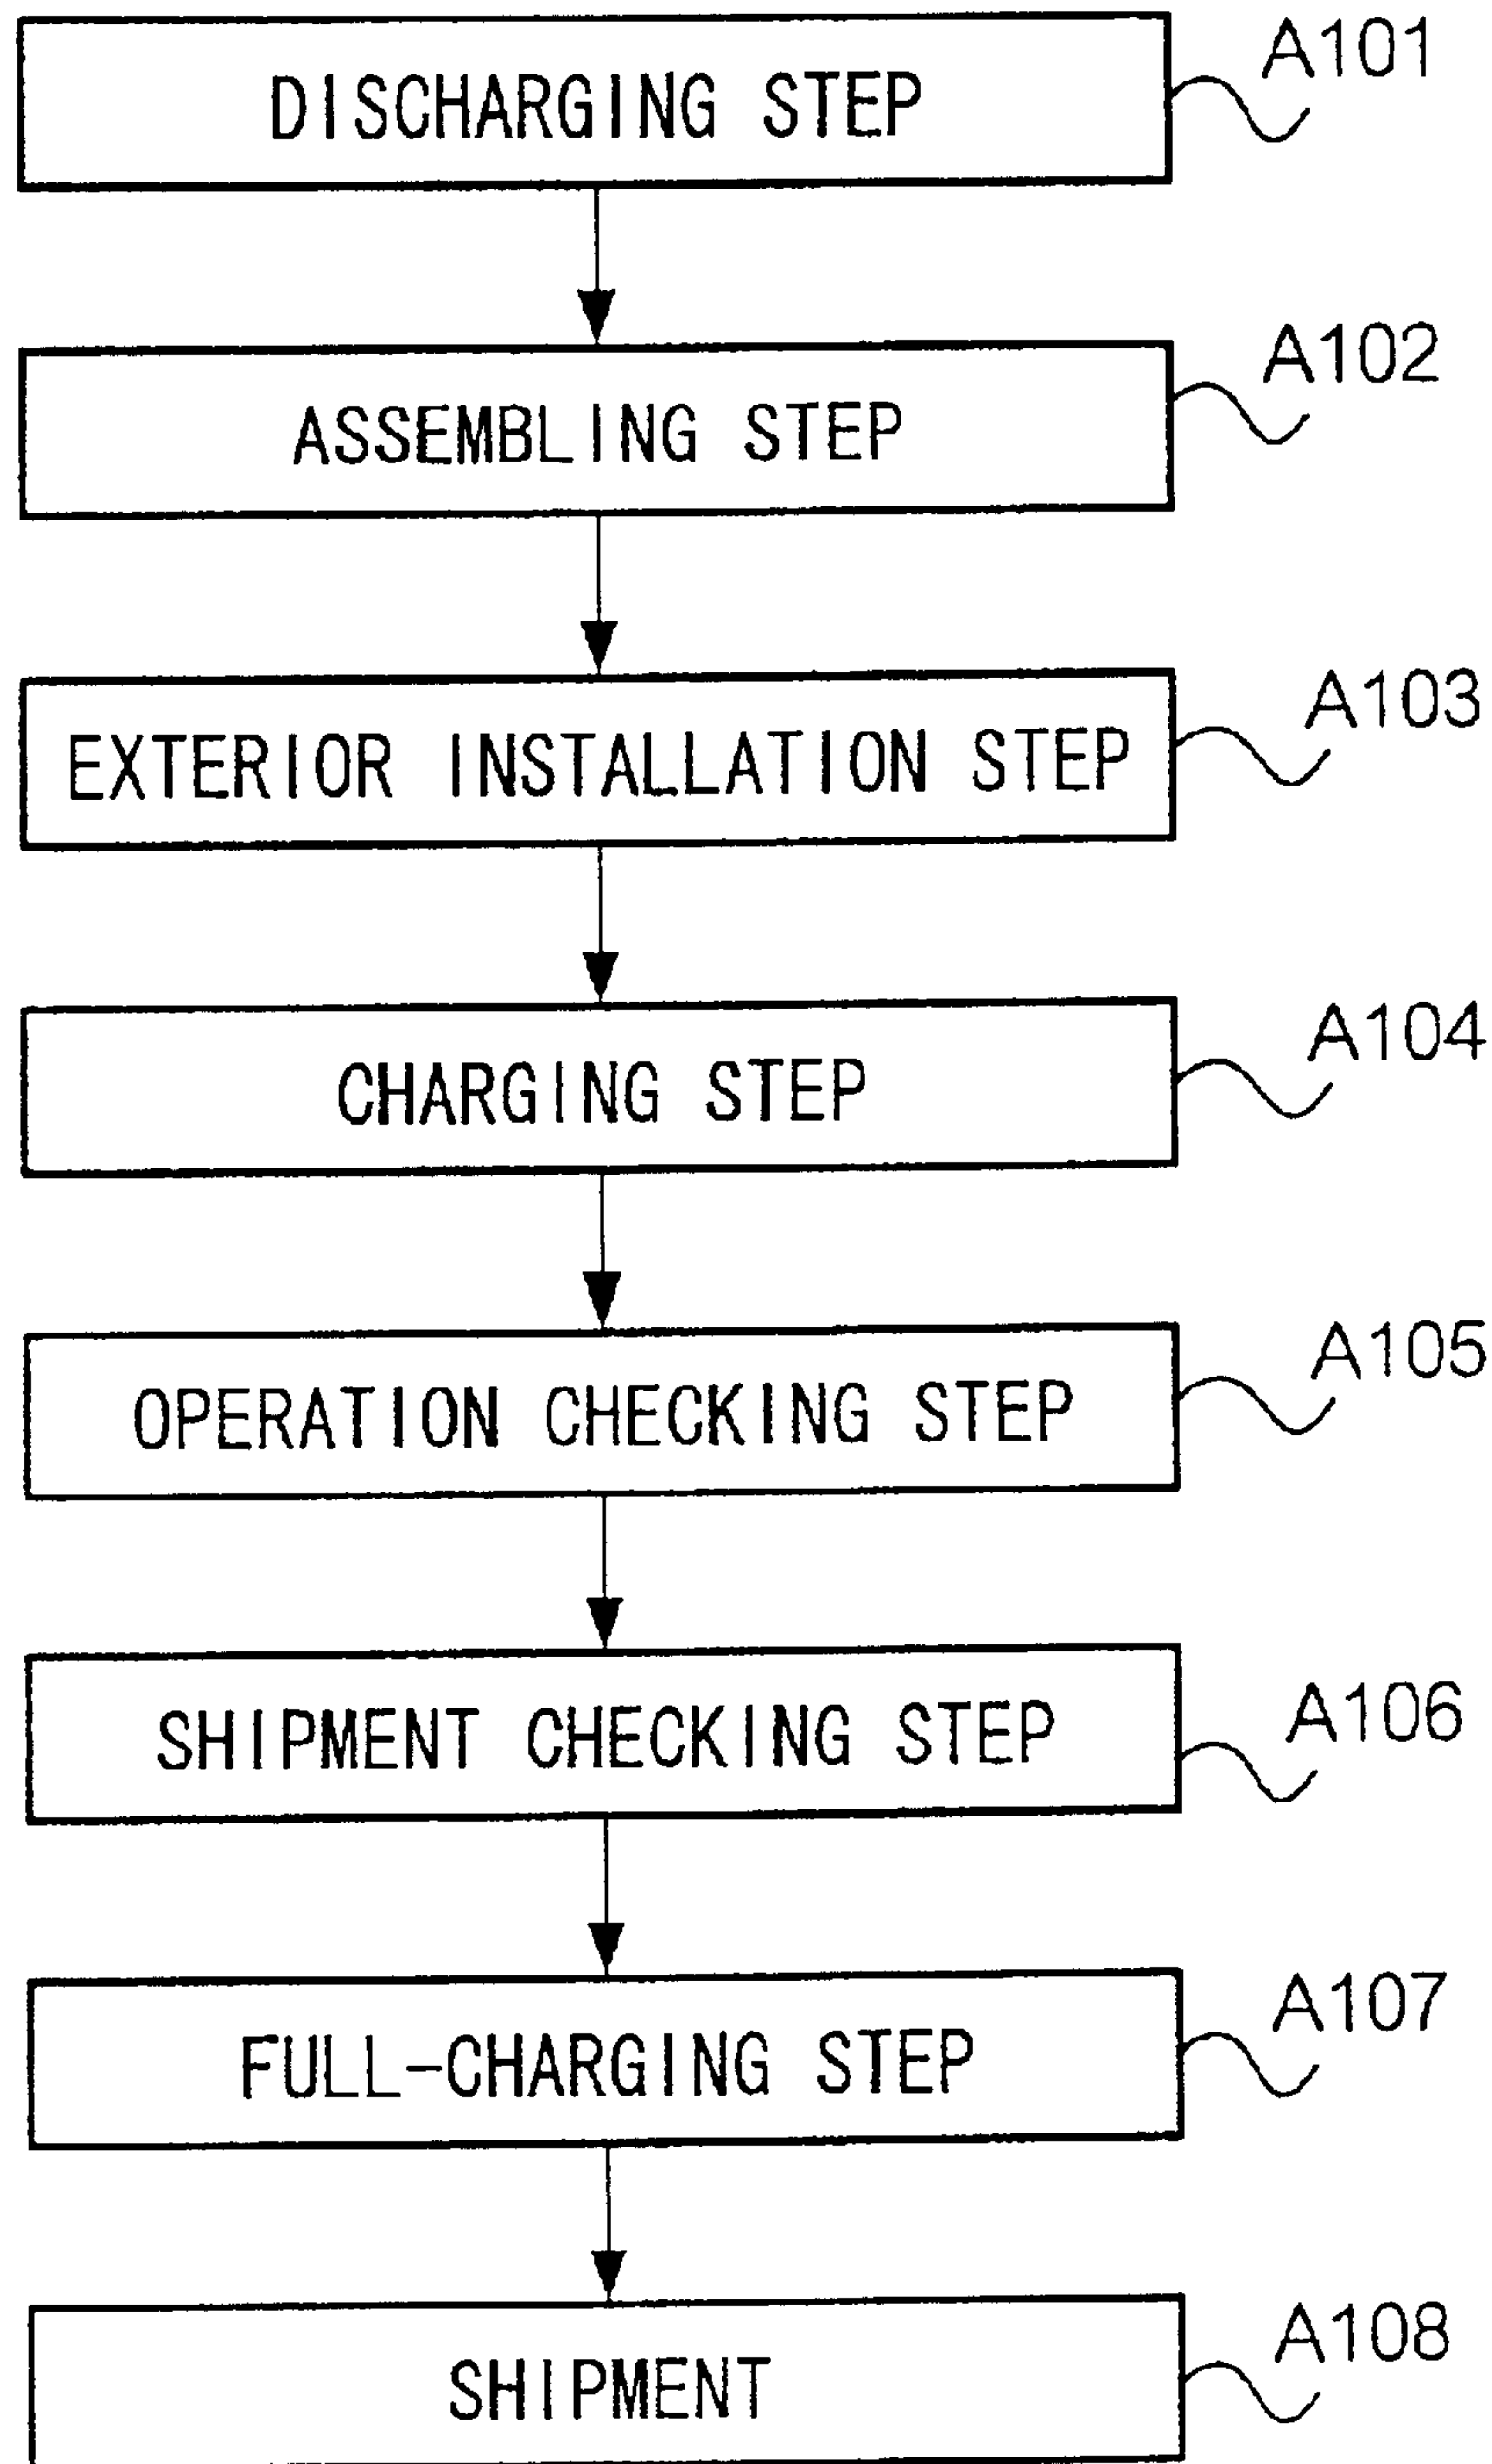 DISCHARGING STEP A101
ASSEMBLING STEP A102
EXTERIOR INSTALLATION STEP A103
CHARGING STEP A104
OPERATION CHECKING STEP A105
SHIPMENT CHECKING STEP A106
FULL-CHARGING STEP A107
SHIPMENT A108